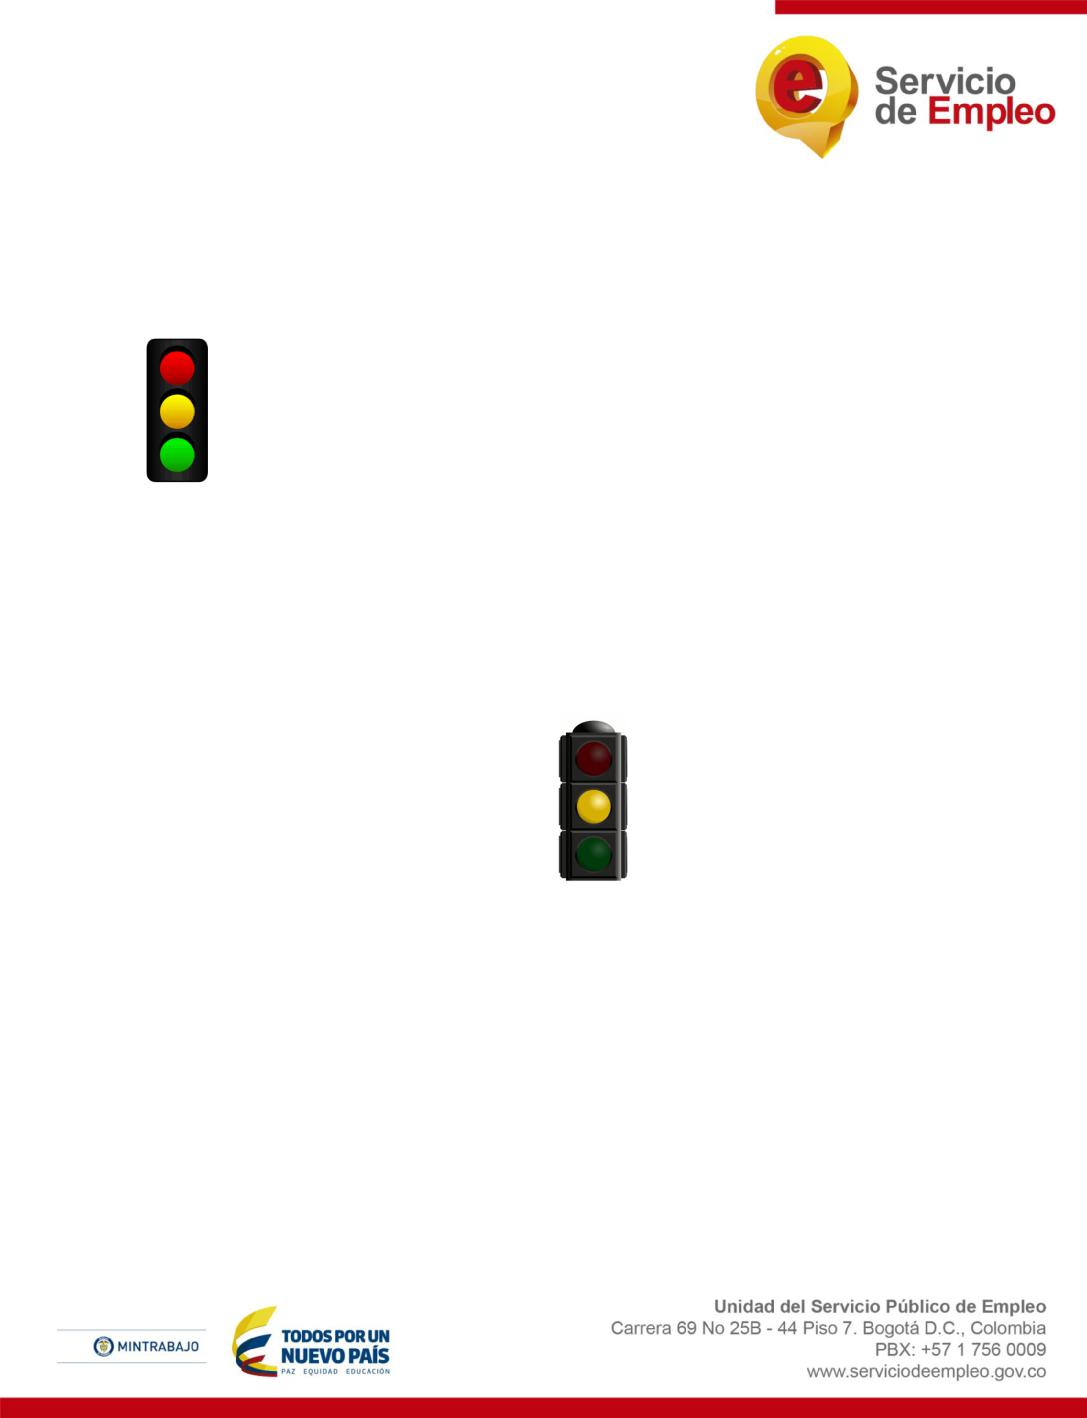 e
Servicio
de Empleo
MINTRABAJO
TODOS POR UN
NUEVO PAÍS
PAZ EQUIDAD EDUCACIÓN
Unidad del Servicio Público de Empleo
Carrera 69 No 25B - 44 Piso 7. Bogotá D.C., Colombia
PBX: +57 1 756 0009
www.serviciodeempleo.gov.co